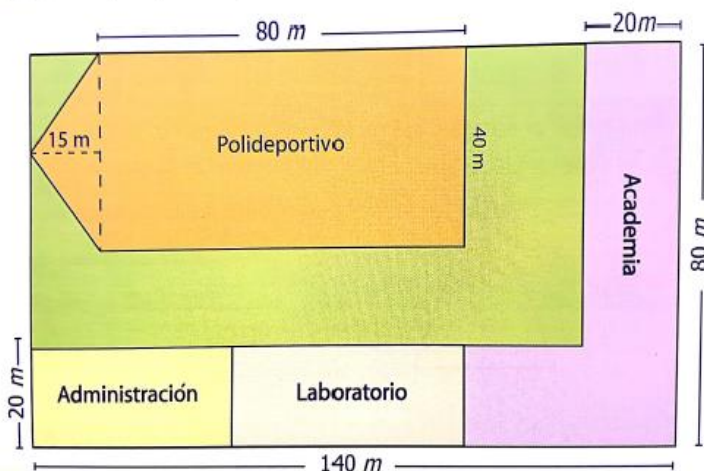 80 m
20m
15 m
Polideportivo
40 m
Academia
80 m
20 m
Administración
Laboratorio
140 m